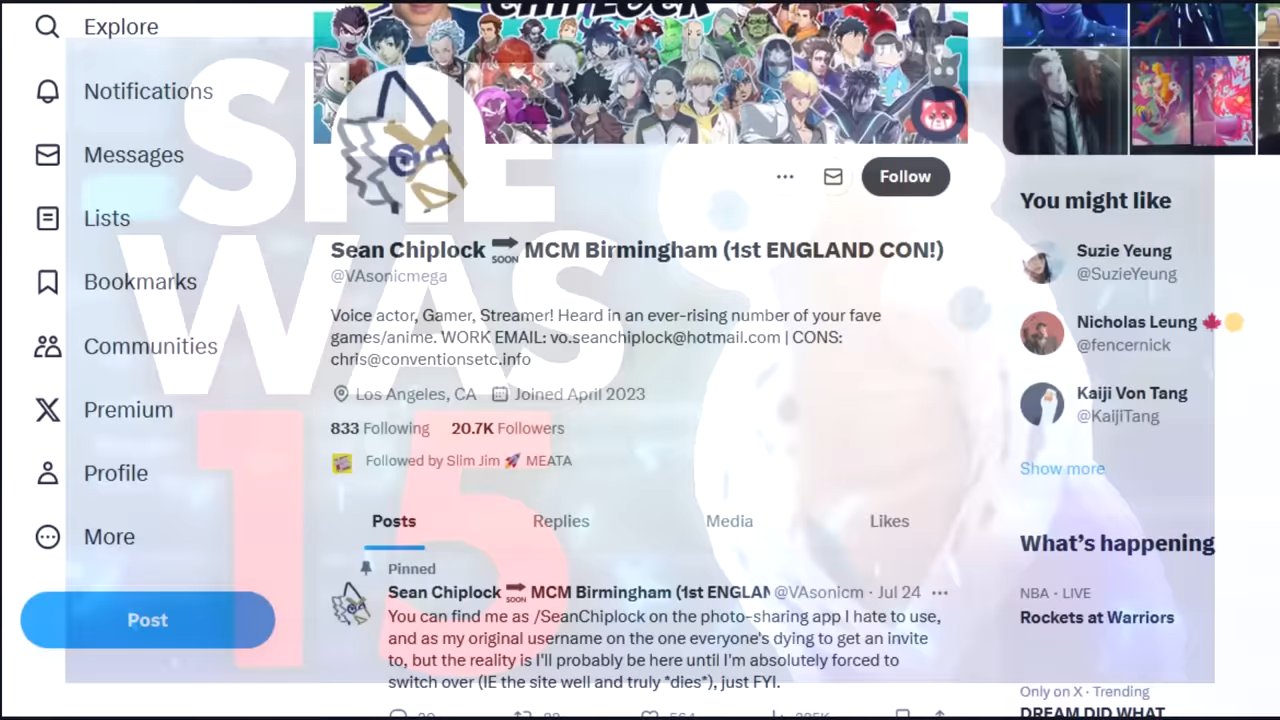 Explore
Notifications
Messages
Lists
Bookmarks
Communities
Premium
Profile
More
Post
CHIPLOCK
SHE
WAS
15
Follow
Sean Chiplock SOON MCM Birmingham (1st ENGLAND CON!)
@VAsonicmega
Voice actor, Gamer, Streamer! Heard in an ever-rising number of your fave
games/anime. WORK EMAIL: vo.seanchiplock@hotmail.com | CONS:
chris@conventionsetc.info
Los Angeles, CA Joined April 2023
833 Following 20.7K Followers
Followed by Slim Jim 🚀 MEATA
Posts Replies Media Likes
Pinned
Sean Chiplock SOON MCM Birmingham (1st ENGLAN @VAsonicm · Jul 24 ···
You can find me as /SeanChiplock on the photo-sharing app I hate to use,
and as my original username on the one everyone's dying to get an invite
to, but the reality is I'll probably be here until I'm absolutely forced to
switch over (IE the site well and truly *dies*), just FYI.
You might like
Suzie Yeung
@SuzieYeung
Nicholas Leung
@fencernick
Kaiji Von Tang
@KaijiTang
Show more
What's happening
NBA · LIVE
Rockets at Warriors
Only on X · Trending
DREAM DID WHAT